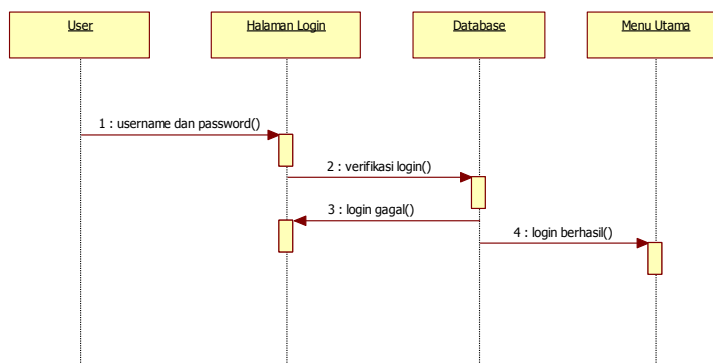 User
Halaman Login
Database
Menu Utama
1 : username dan password()
2 : verifikasi login()
3 : login gagal()
4 : login berhasil()